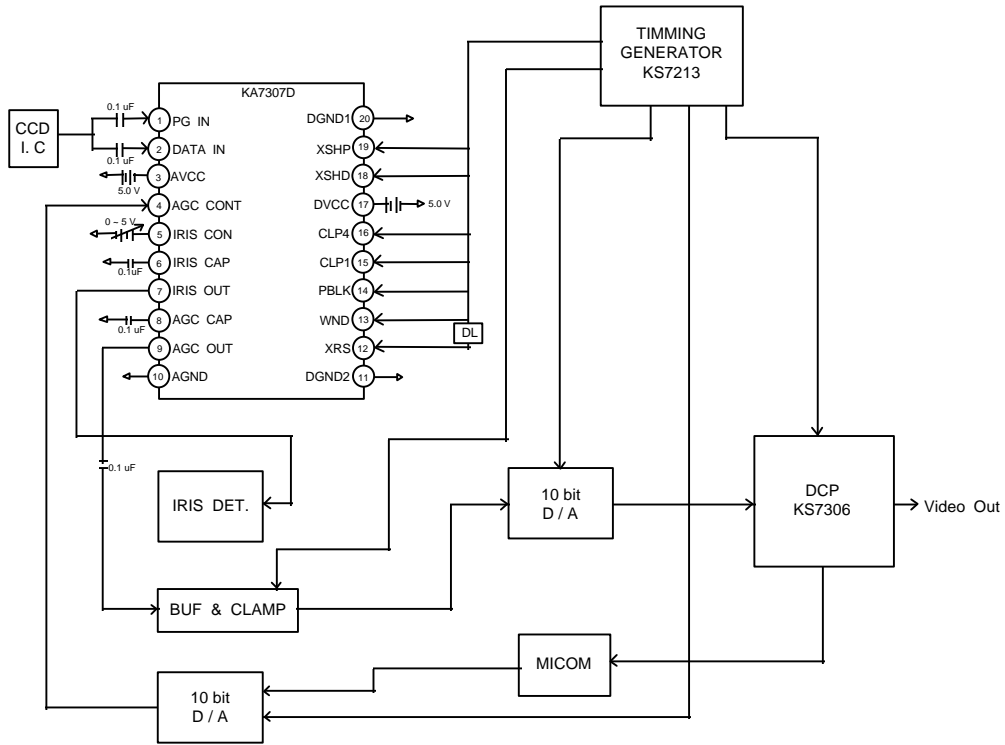 TIMMING
GENERATOR
KS7213
KA7307D
CCD
I. C
0.1 uF
0.1 uF
1 PG IN
2 DATA IN
3 AVCC
5.0 V
4 AGC CONT
0 ~ 5 V
5 IRIS CON
6 IRIS CAP
0.1uF
7 IRIS OUT
8 AGC CAP
0.1 uF
9 AGC OUT
10 AGND
DGND1 20
XSHP 19
XSHD 18
DVCC 17
5.0 V
CLP4 16
CLP1 15
PBLK 14
WND 13
DL
XRS 12
DGND2 11
0.1 uF
IRIS DET.
10 bit
D / A
DCP
KS7306
Video Out
BUF & CLAMP
MICOM
10 bit
D / A